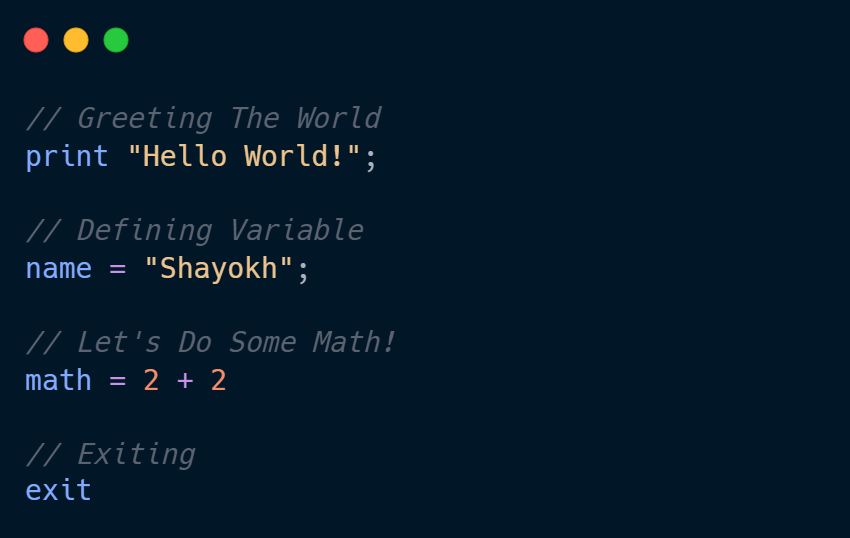 // Greeting The World
print "Hello World!";
// Defining Variable
name = "Shayokh";
// Let's Do Some Math!
math = 2 + 2
// Exiting
exit